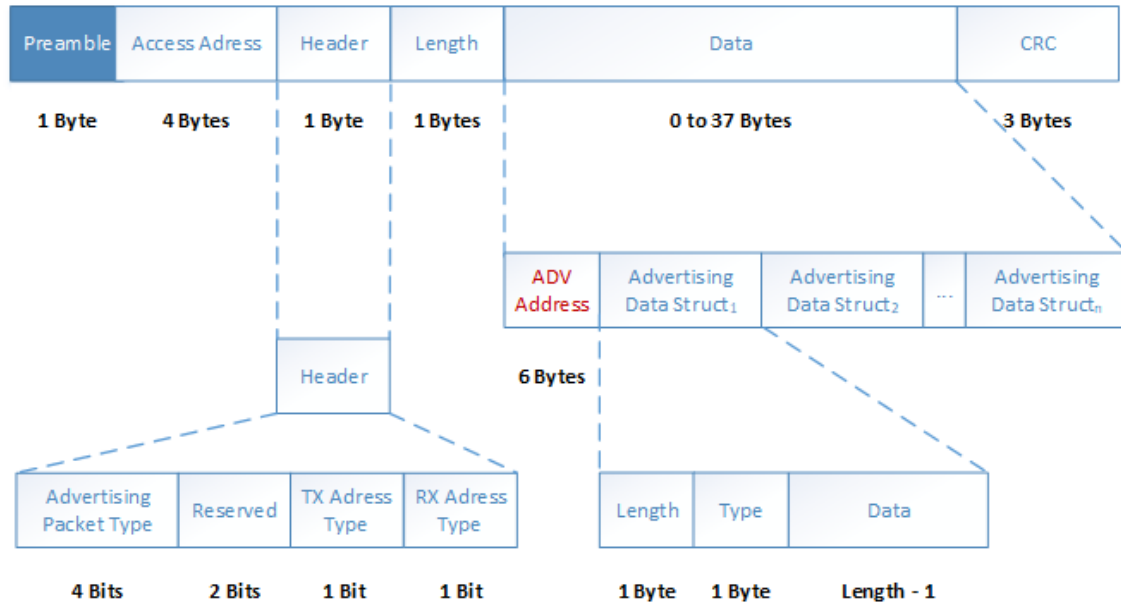 Preamble
Access Adress
Header
Length
Data
CRC
1 Byte
4 Bytes
1 Byte
1 Bytes
0 to 37 Bytes
3 Bytes
ADV
Address
Advertising
Data Struct₁
Advertising
Data Struct₂
...
Advertising
Data Structₙ
Header
6 Bytes
Advertising
Packet Type
Reserved
TX Adress
Type
RX Adress
Type
Length
Type
Data
4 Bits
2 Bits
1 Bit
1 Bit
1 Byte
1 Byte
Length - 1